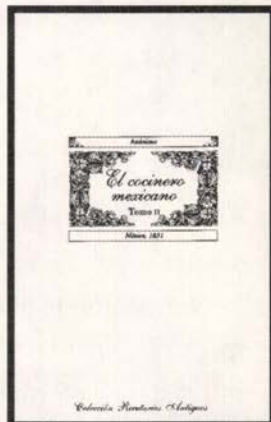 Anónimo
El cocinero
mexicano
Tomo II
México, 1831
Colección Recetarios Antiguos